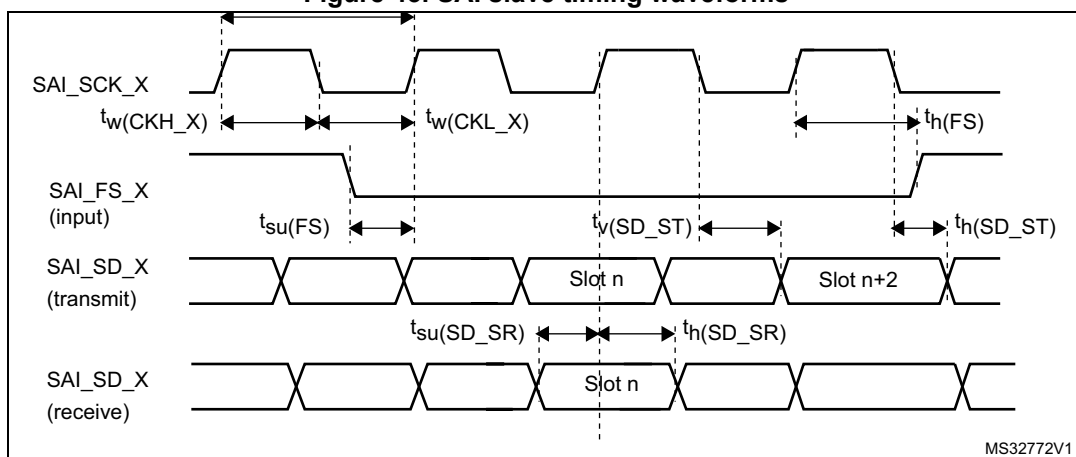 Figure SAI slave timing waveforms
SAI_SCK_X
tw(CKH_X)
tw(CKL_X)
th(FS)
SAI_FS_X
(input)
tsu(FS)
tv(SD_ST)
th(SD_ST)
SAI_SD_X
(transmit)
Slot n
Slot n+2
tsu(SD_SR)
th(SD_SR)
SAI_SD_X
(receive)
Slot n
MS32772V1